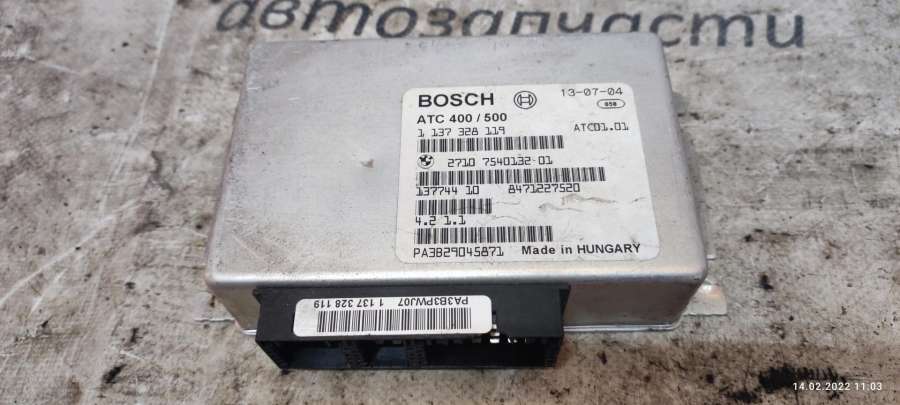 автозапчасти
BOSCH
13-07-04
050
ATC 400 / 500
1 137 328 119
ATC01.01
2710 7540132-01
137744 10 8471227520
4.2 1.1
PA3B29045871 Made in HUNGARY
PA3B3PWJ07 1 137 328 119
14.02.2022 11:03